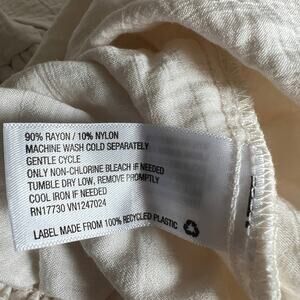 90% RAYON / 10% NYLON
MACHINE WASH COLD SEPARATELY
GENTLE CYCLE
ONLY NON-CHLORINE BLEACH IF NEEDED
TUMBLE DRY LOW, REMOVE PROMPTLY
COOL IRON IF NEEDED
RN17730 VN1247024
LABEL MADE FROM 100% RECYCLED PLASTIC